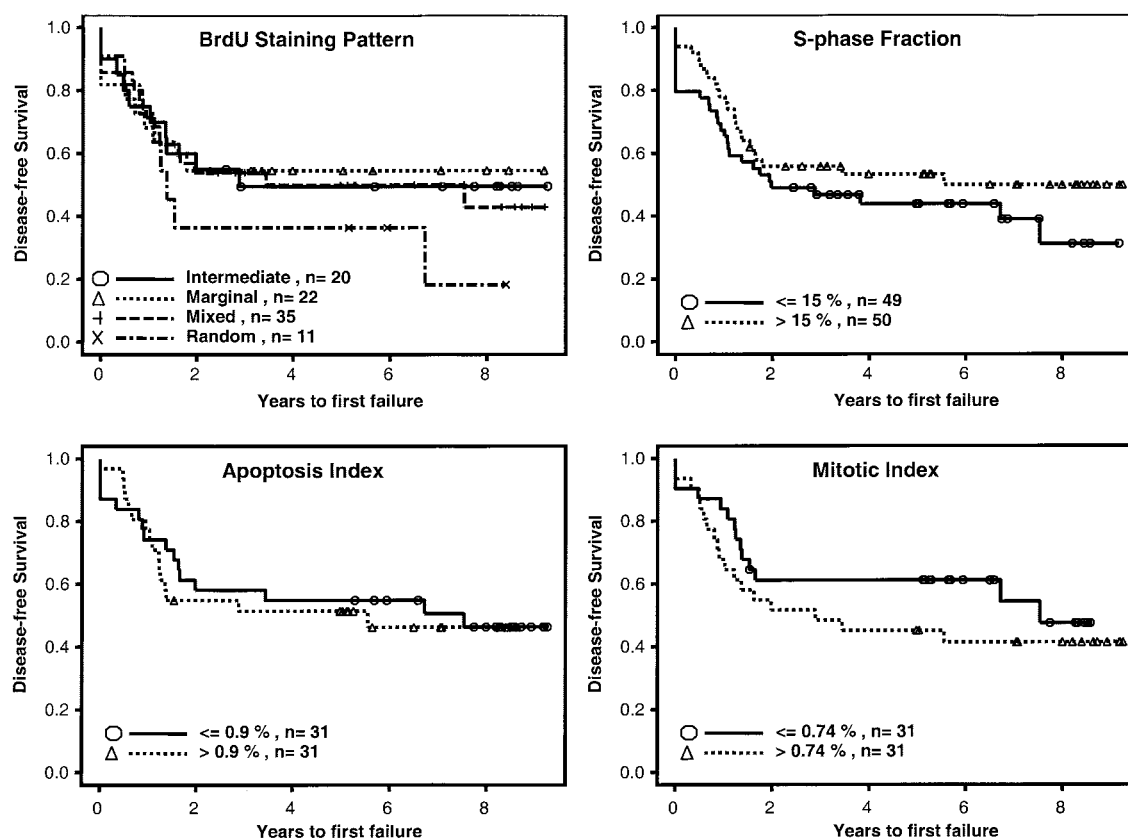 BrdU Staining Pattern
Disease-free Survival
1.0
0.8
0.6
0.4
0.2
0.0
Intermediate , n= 20
Marginal , n= 22
Mixed , n= 35
Random , n= 11
0 2 4 6 8
Years to first failure
S-phase Fraction
Disease-free Survival
1.0
0.8
0.6
0.4
0.2
0.0
<= 15 % , n= 49
> 15 % , n= 50
0 2 4 6 8
Years to first failure
Apoptosis Index
Disease-free Survival
1.0
0.8
0.6
0.4
0.2
0.0
<= 0.9 % , n= 31
> 0.9 % , n= 31
0 2 4 6 8
Years to first failure
Mitotic Index
Disease-free Survival
1.0
0.8
0.6
0.4
0.2
0.0
<= 0.74 % , n= 31
> 0.74 % , n= 31
0 2 4 6 8
Years to first failure